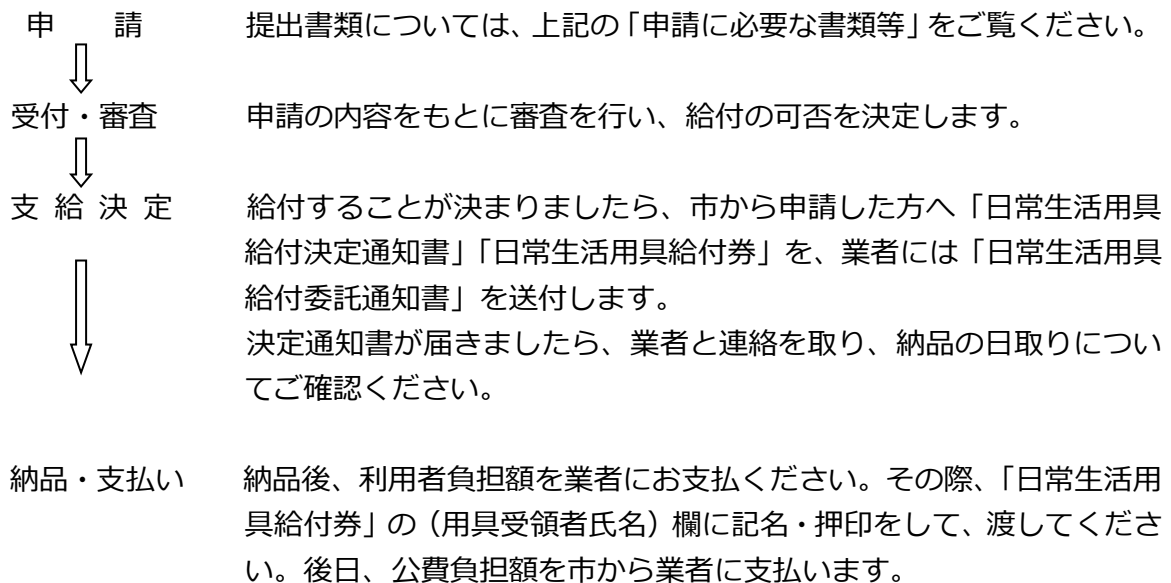 申　請　提出書類については、上記の「申請に必要な書類等」をご覧ください。
受付・審査　申請の内容をもとに審査を行い、給付の可否を決定します。
支給決定　給付することが決まりましたら、市から申請した方へ「日常生活用具
給付決定通知書」「日常生活用具給付券」を、業者には「日常生活用具
給付委託通知書」を送付します。
決定通知書が届きましたら、業者と連絡を取り、納品の日取りについ
てご確認ください。
納品・支払い　納品後、利用者負担額を業者にお支払ください。その際、「日常生活用
具給付券」の（用具受領者氏名）欄に記名・押印をして、渡してくださ
い。後日、公費負担額を市から業者に支払います。